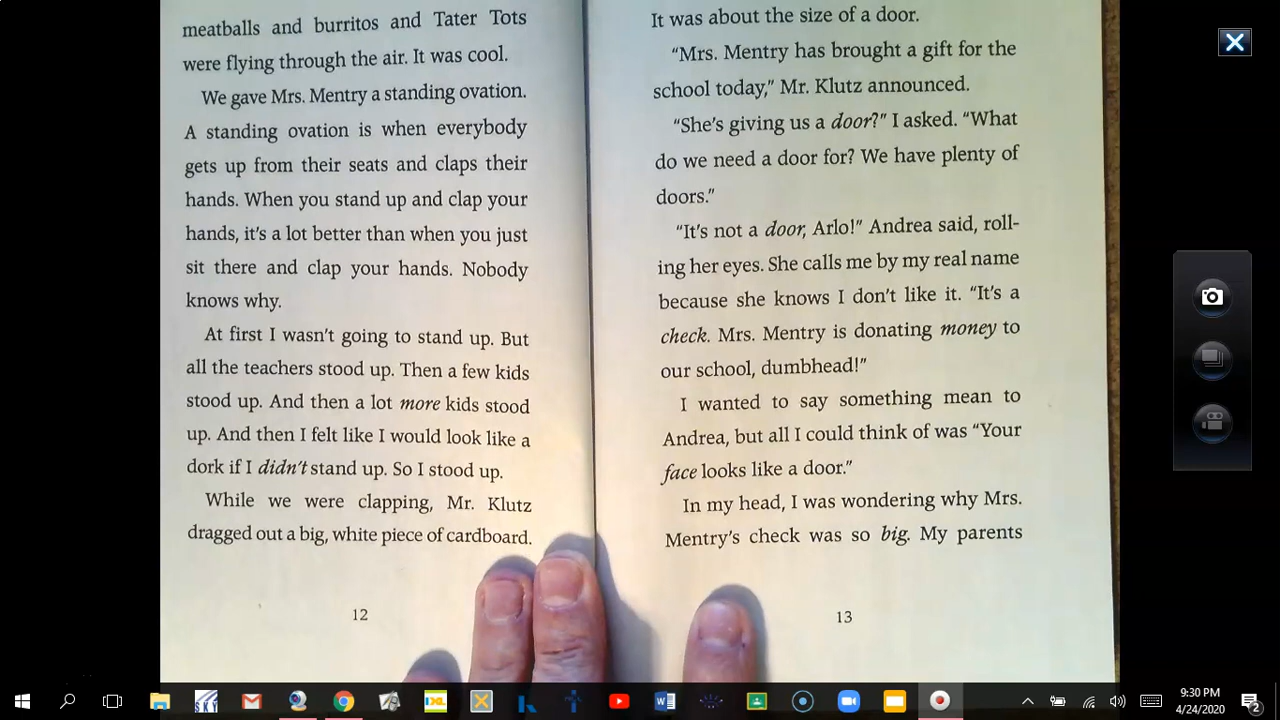 meatballs and burritos and Tater Tots
were flying through the air. It was cool.
We gave Mrs. Mentry a standing ovation.
A standing ovation is when everybody
gets up from their seats and claps their
hands. When you stand up and clap your
hands, it's a lot better than when you just
sit there and clap your hands. Nobody
knows why.
At first I wasn't going to stand up. But
all the teachers stood up. Then a few kids
stood up. And then a lot more kids stood
up. And then I felt like I would look like a
dork if I didn't stand up. So I stood up.
While we were clapping, Mr. Klutz
dragged out a big, white piece of cardboard.
12
It was about the size of a door.
"Mrs. Mentry has brought a gift for the
school today," Mr. Klutz announced.
"She's giving us a door?" I asked. "What
do we need a door for? We have plenty of
doors."
"It's not a door, Arlo!" Andrea said, roll-
ing her eyes. She calls me by my real name
because she knows I don't like it. "It's a
check. Mrs. Mentry is donating money to
our school, dumbhead!"
I wanted to say something mean to
Andrea, but all I could think of was "Your
face looks like a door."
In my head, I was wondering why Mrs.
Mentry's check was so big. My parents
13
IXL
9:30 PM
4/24/2020
2